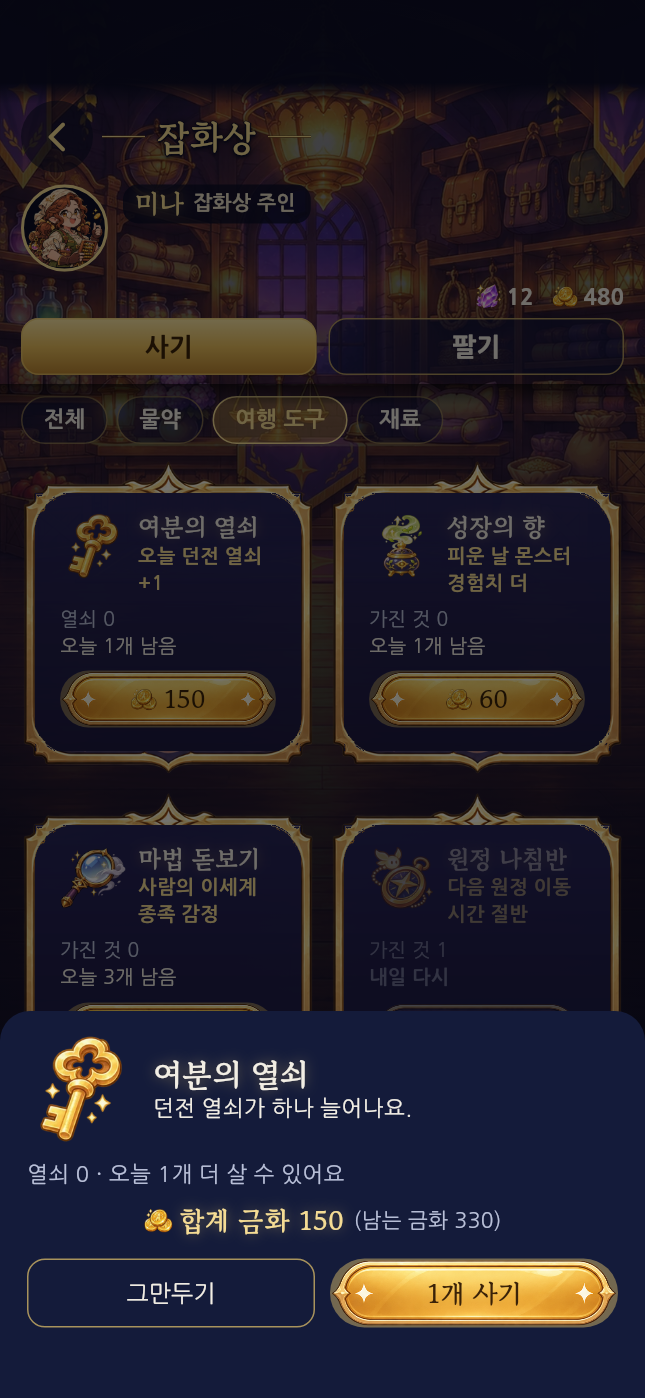 잡화상
미나 잡화상 주인
12 480
사기 팔기
전체 물약 여행 도구 재료
여분의 열쇠
오늘 던전 열쇠
+1
열쇠 0
오늘 1개 남음
150
성장의 향
피운 날 몬스터
경험치 더
가진 것 0
오늘 1개 남음
60
마법 돋보기
사람의 이세계
종족 감정
가진 것 0
오늘 3개 남음
원정 나침반
다음 원정 이동
시간 절반
가진 것 1
내일 다시
여분의 열쇠
던전 열쇠가 하나 늘어나요.
열쇠 0 · 오늘 1개 더 살 수 있어요
합계 금화 150 (남는 금화 330)
그만두기 1개 사기